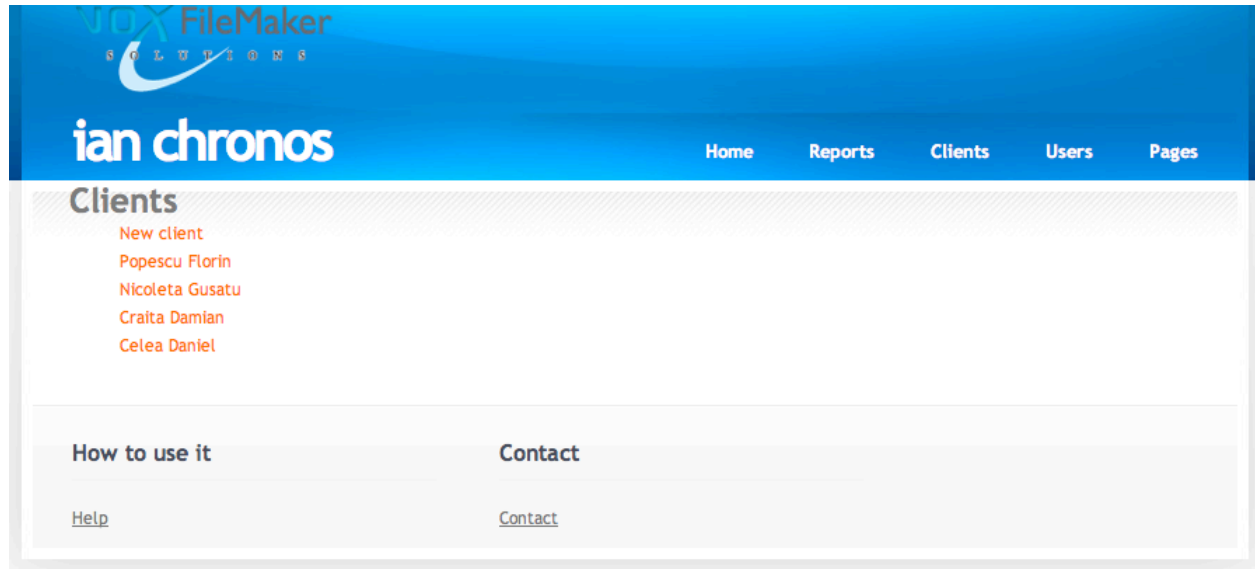 VOX FileMaker
SOLUTIONS
ian chronos
Home Reports Clients Users Pages
Clients
New client
Popescu Florin
Nicoleta Gusatu
Craita Damian
Celea Daniel
How to use it
Contact
Help
Contact